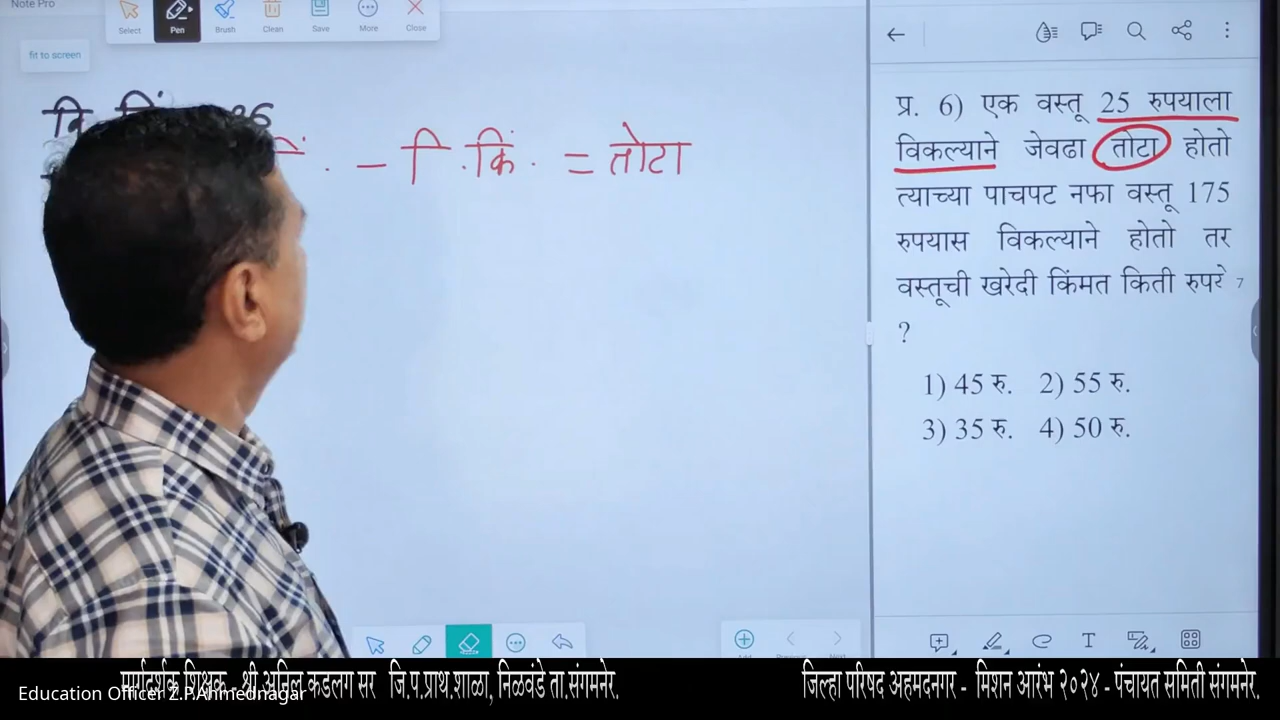 Note Pro
Select Pen Brush Clean Save More Close
fit to screen
– वि.किं. = तोटा
प्र. 6) एक वस्तू 25 रुपयाला
विकल्याने जेवढा तोटा होतो
त्याच्या पाचपट नफा वस्तू 175
रुपयास विकल्याने होतो तर
वस्तूची खरेदी किंमत किती रुपये
?
1) 45 रु. 2) 55 रु.
3) 35 रु. 4) 50 रु.
मार्गदर्शक शिक्षक - श्री अनिल कडलग सर जि.प.प्राथ.शाळा, निळवंडे ता.संगमनेर.
जिल्हा परिषद अहमदनगर - मिशन आरंभ २०२४ - पंचायत समिती संगमनेर.
Education Officer Z.P.Ahmednagar